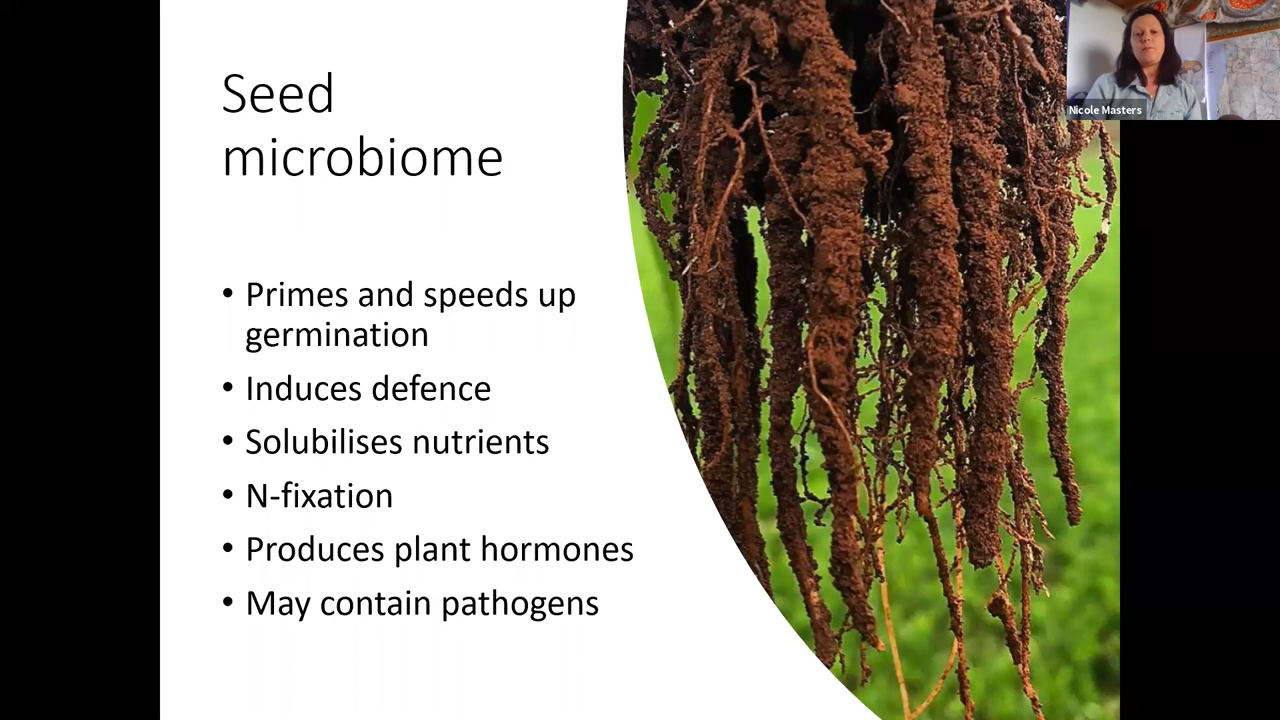 Seed
microbiome
• Primes and speeds up
germination
• Induces defence
• Solubilises nutrients
• N-fixation
• Produces plant hormones
• May contain pathogens
Nicole Masters